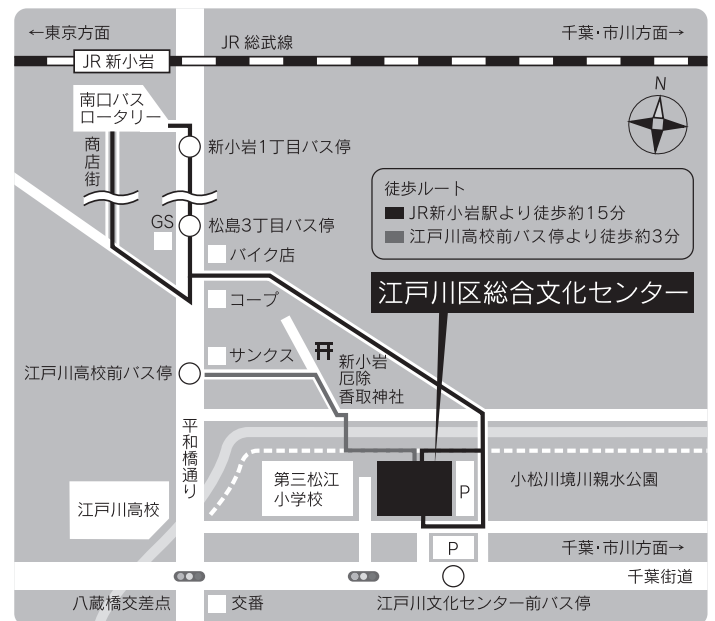 ←東京方面
JR 総武線
千葉・市川方面→
JR 新小岩
南口バス
ロータリー
N
商店街
新小岩1丁目バス停
徒歩ルート
JR新小岩駅より徒歩約15分
江戸川高校前バス停より徒歩約3分
GS
松島3丁目バス停
バイク店
江戸川区総合文化センター
コープ
サンクス
新小岩
厄除
香取神社
江戸川高校前バス停
平和橋通り
第三松江
小学校
P
小松川境川親水公園
江戸川高校
P
千葉・市川方面→
千葉街道
八蔵橋交差点
交番
江戸川文化センター前バス停